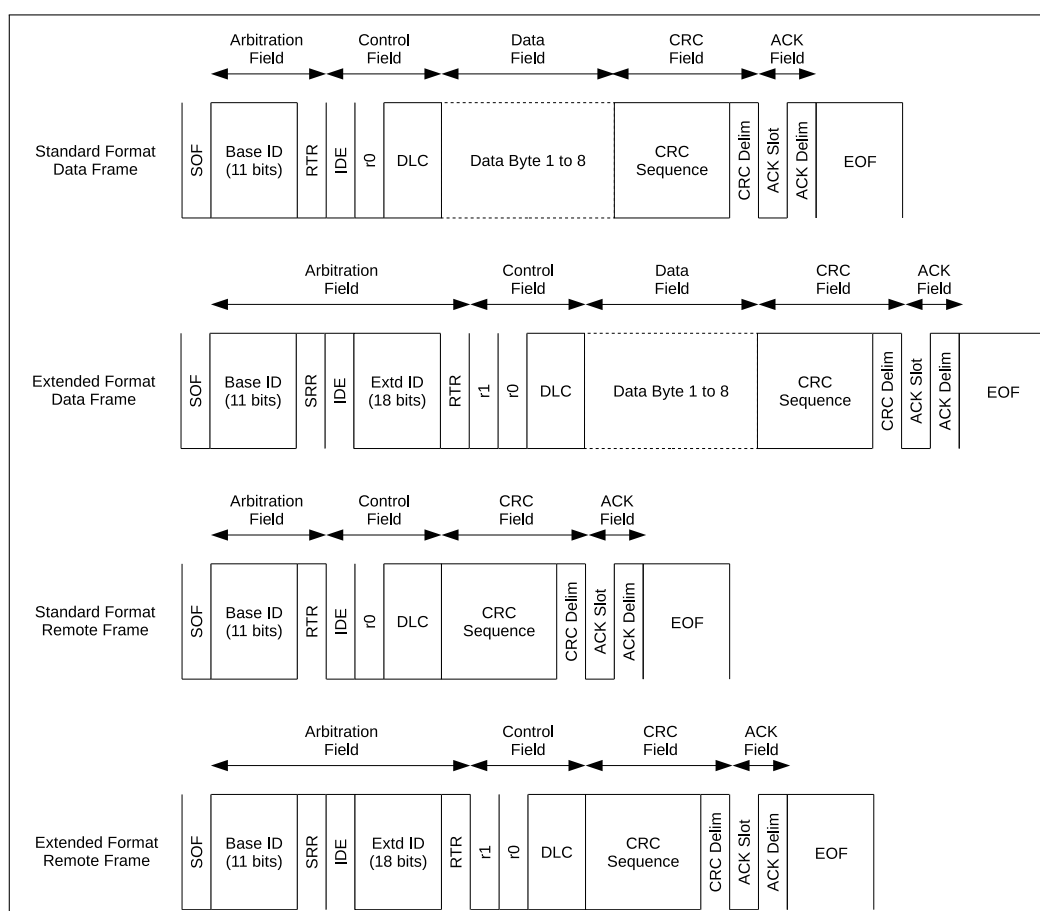 Arbitration
Field
Control
Field
Data
Field
CRC
Field
ACK
Field
Standard Format
Data Frame
SOF
Base ID
(11 bits)
RTR
IDE
r0
DLC
Data Byte 1 to 8
CRC
Sequence
CRC Delim
ACK Slot
ACK Delim
EOF
Arbitration
Field
Control
Field
Data
Field
CRC
Field
ACK
Field
Extended Format
Data Frame
SOF
Base ID
(11 bits)
SRR
IDE
Extd ID
(18 bits)
RTR
r1
r0
DLC
Data Byte 1 to 8
CRC
Sequence
CRC Delim
ACK Slot
ACK Delim
EOF
Arbitration
Field
Control
Field
CRC
Field
ACK
Field
Standard Format
Remote Frame
SOF
Base ID
(11 bits)
RTR
IDE
r0
DLC
CRC
Sequence
CRC Delim
ACK Slot
ACK Delim
EOF
Arbitration
Field
Control
Field
CRC
Field
ACK
Field
Extended Format
Remote Frame
SOF
Base ID
(11 bits)
SRR
IDE
Extd ID
(18 bits)
RTR
r1
r0
DLC
CRC
Sequence
CRC Delim
ACK Slot
ACK Delim
EOF